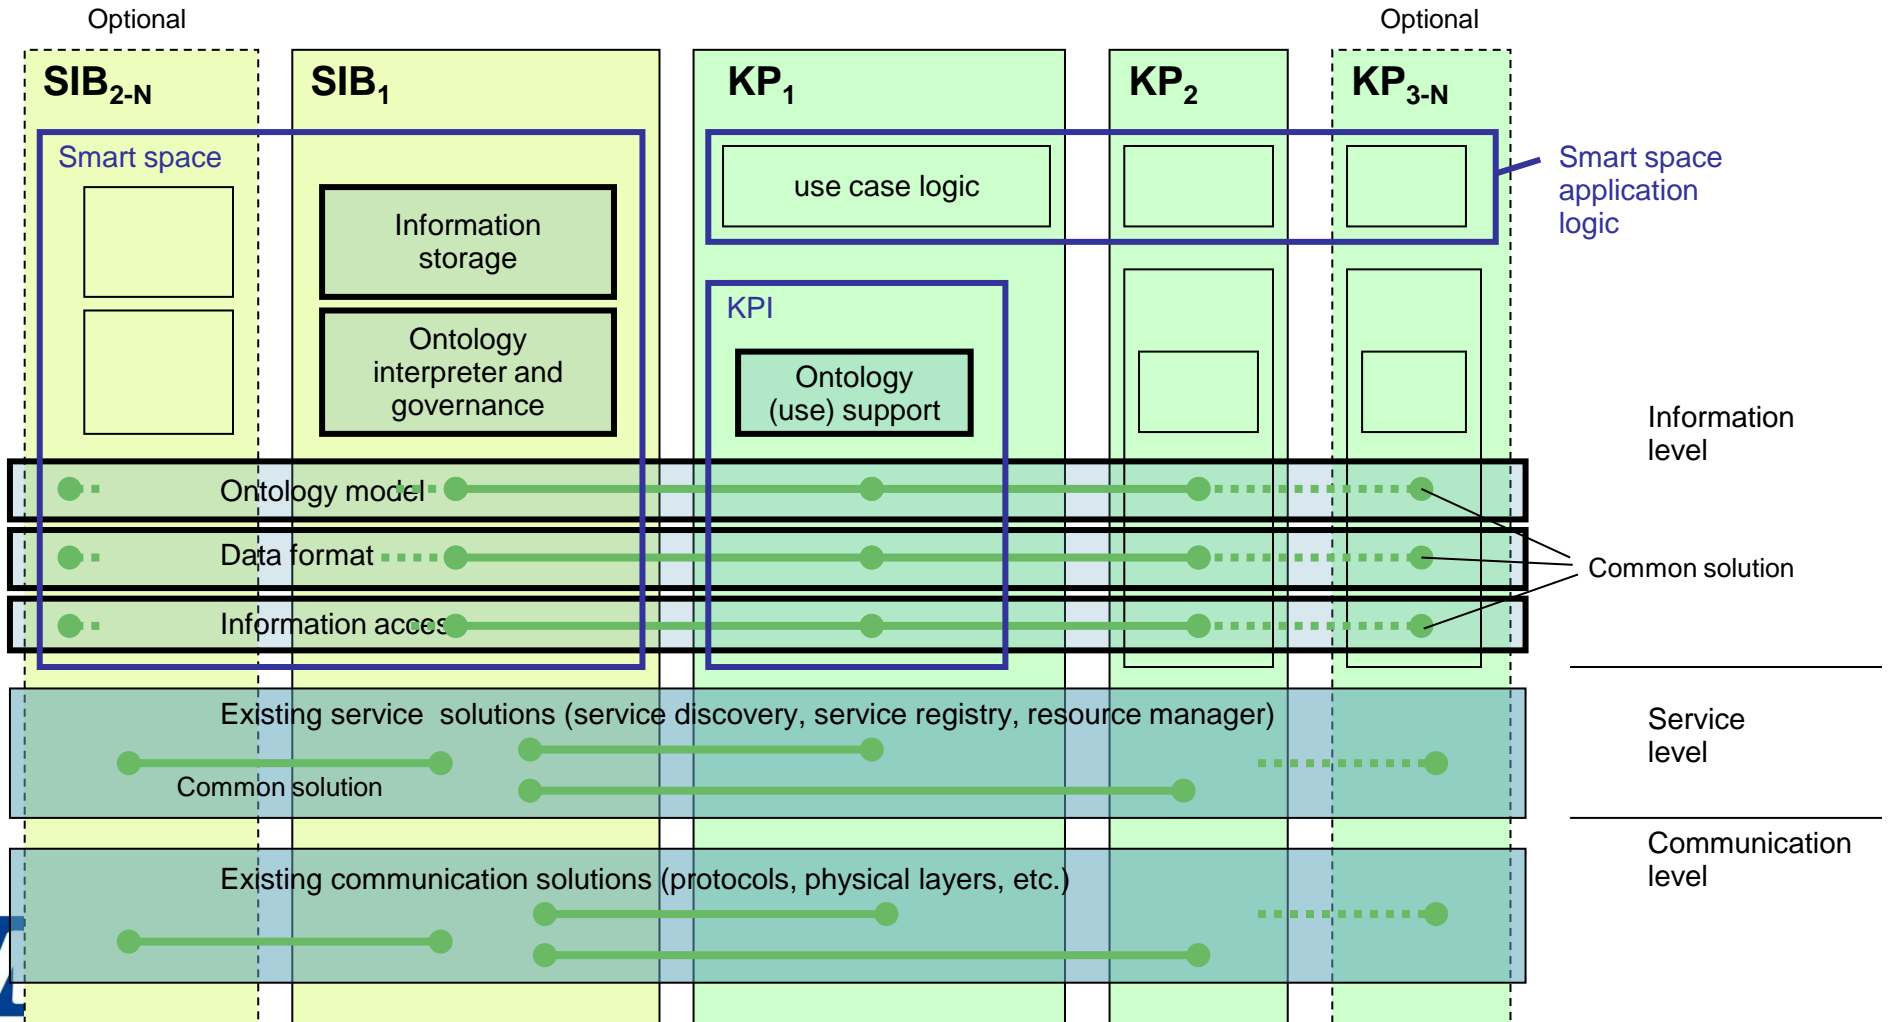 Optional
Optional
SIB2-N
SIB1
KP1
KP2
KP3-N
Smart space
use case logic
Smart space
application
logic
Information
storage
KPI
Ontology
interpreter and
governance
Ontology
(use) support
Information
level
Ontology model
Data format
Common solution
Information access
Existing service  solutions (service discovery, service registry, resource manager)
Service
level
Common solution
Communication
level
Existing communication solutions (protocols, physical layers, etc.)